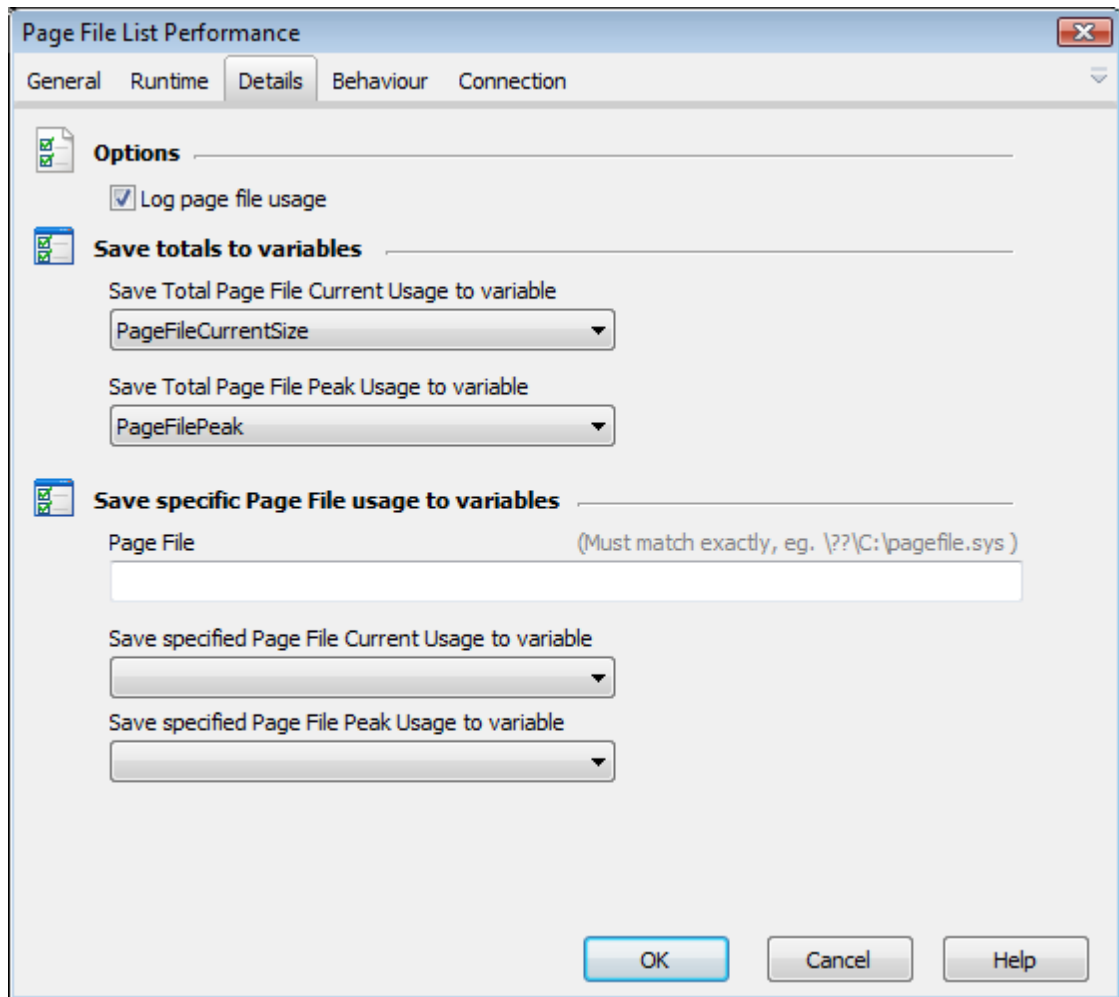 Page File List Performance
General Runtime Details Behaviour Connection
Options
Log page file usage
Save totals to variables
Save Total Page File Current Usage to variable
PageFileCurrentSize
Save Total Page File Peak Usage to variable
PageFilePeak
Save specific Page File usage to variables
Page File (Must match exactly, eg. \??\C:\pagefile.sys )
Save specified Page File Current Usage to variable
Save specified Page File Peak Usage to variable
OK Cancel Help